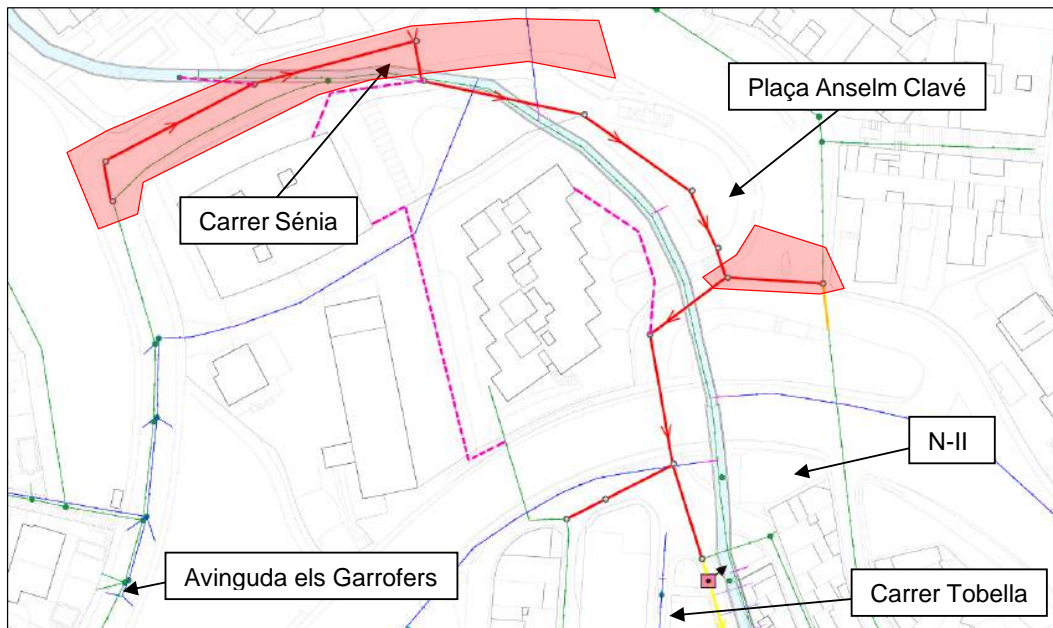 Plaça Anselm Clavé
Carrer Sénia
N-II
Avinguda els Garrofers
Carrer Tobella